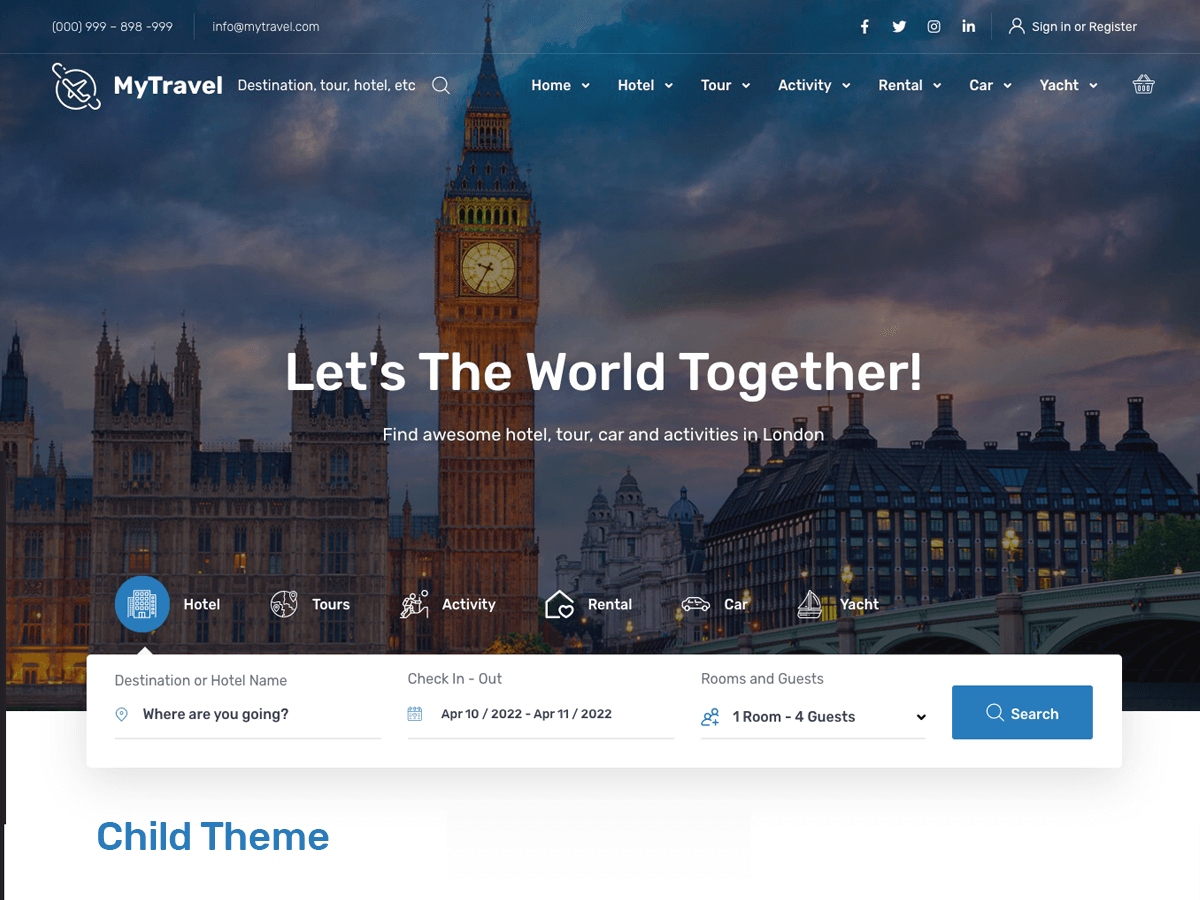 (000) 999 – 898 -999 info@mytravel.com Sign in or Register
MyTravel Destination, tour, hotel, etc Home Hotel Tour Activity Rental Car Yacht
Let's The World Together!
Find awesome hotel, tour, car and activities in London
Hotel Tours Activity Rental Car Yacht
Destination or Hotel Name Check In - Out Rooms and Guests
Where are you going? Apr 10 / 2022 - Apr 11 / 2022 1 Room - 4 Guests Search
Child Theme